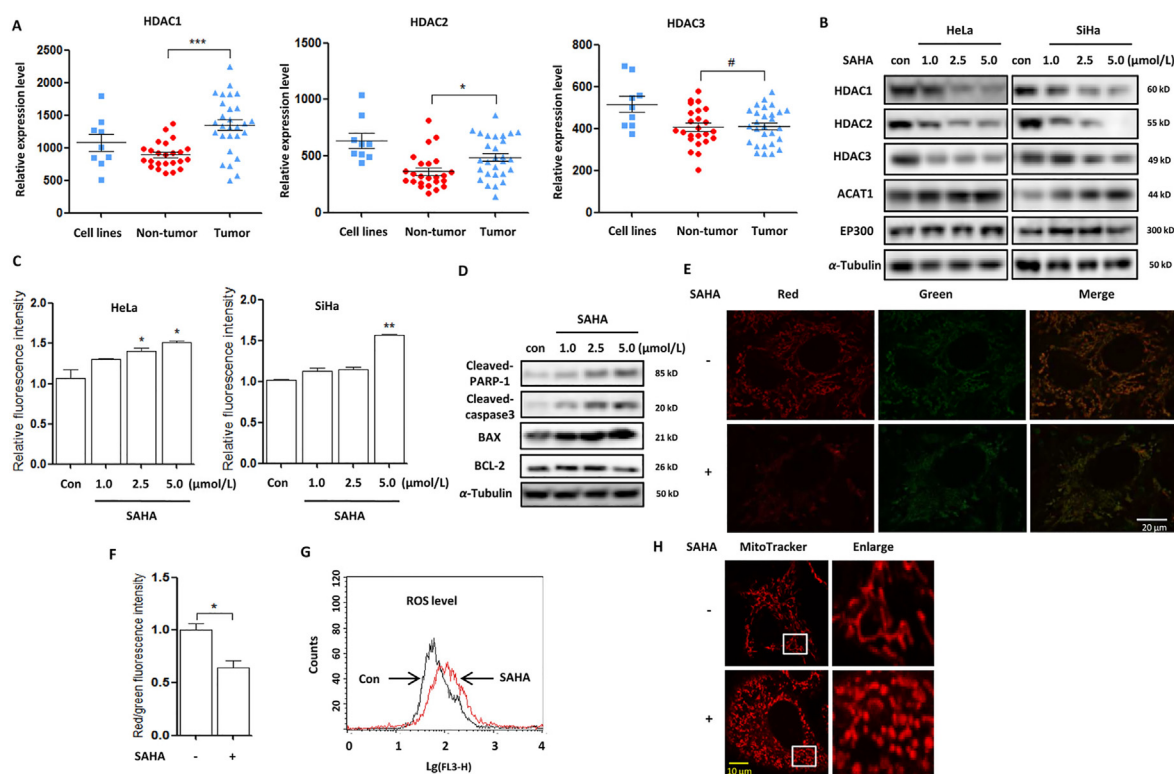 A
HDAC1
***
Relative expression level
2500
2000
1500
1000
500
0
Cell lines Non-tumor Tumor
HDAC2
*
Relative expression level
1500
1000
500
0
Cell lines Non-tumor Tumor
HDAC3
#
Relative expression level
800
600
400
200
0
Cell lines Non-tumor Tumor
B
HeLa SiHa
SAHA con 1.0 2.5 5.0 con 1.0 2.5 5.0 (μmol/L)
HDAC1 60 kD
HDAC2 55 kD
HDAC3 49 kD
ACAT1 44 kD
EP300 300 kD
α-Tubulin 50 kD
C
HeLa
Relative fluorescence intensity
2.0
1.5
1.0
0.5
0.0
* *
Con 1.0 2.5 5.0 (μmol/L)
SAHA
SiHa
Relative fluorescence intensity
2.0
1.5
1.0
0.5
0.0
**
Con 1.0 2.5 5.0 (μmol/L)
SAHA
D
SAHA
con 1.0 2.5 5.0 (μmol/L)
Cleaved-
PARP-1 85 kD
Cleaved-
caspase3 20 kD
BAX 21 kD
BCL-2 26 kD
α-Tubulin 50 kD
E
SAHA Red Green Merge
-
+
20 μm
F
Red/green fluorescence intensity
1.5
1.0
0.5
0.0
*
SAHA - +
G
ROS level
Counts
120
100
80
60
40
20
0
Con SAHA
0 1 2 3 4
Lg(FL3-H)
H
SAHA MitoTracker Enlarge
-
+
10 μm